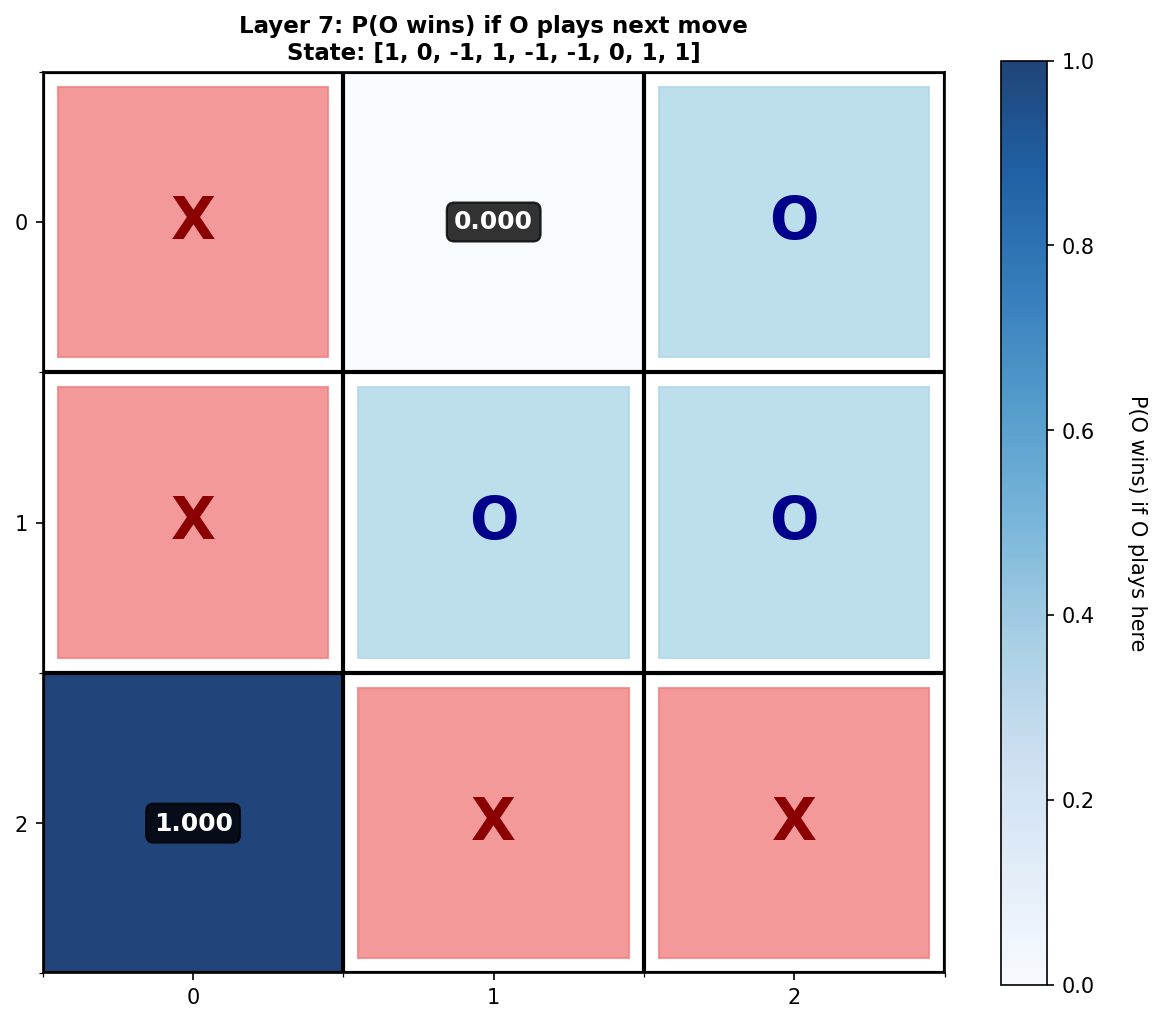 Layer 7: P(O wins) if O plays next move
State: [1, 0, -1, 1, -1, -1, 0, 1, 1]
X
0.000
O
0
X
O
O
1
1.000
X
X
2
0
1
2
1.0
0.8
0.6
0.4
0.2
0.0
P(O wins) if O plays here